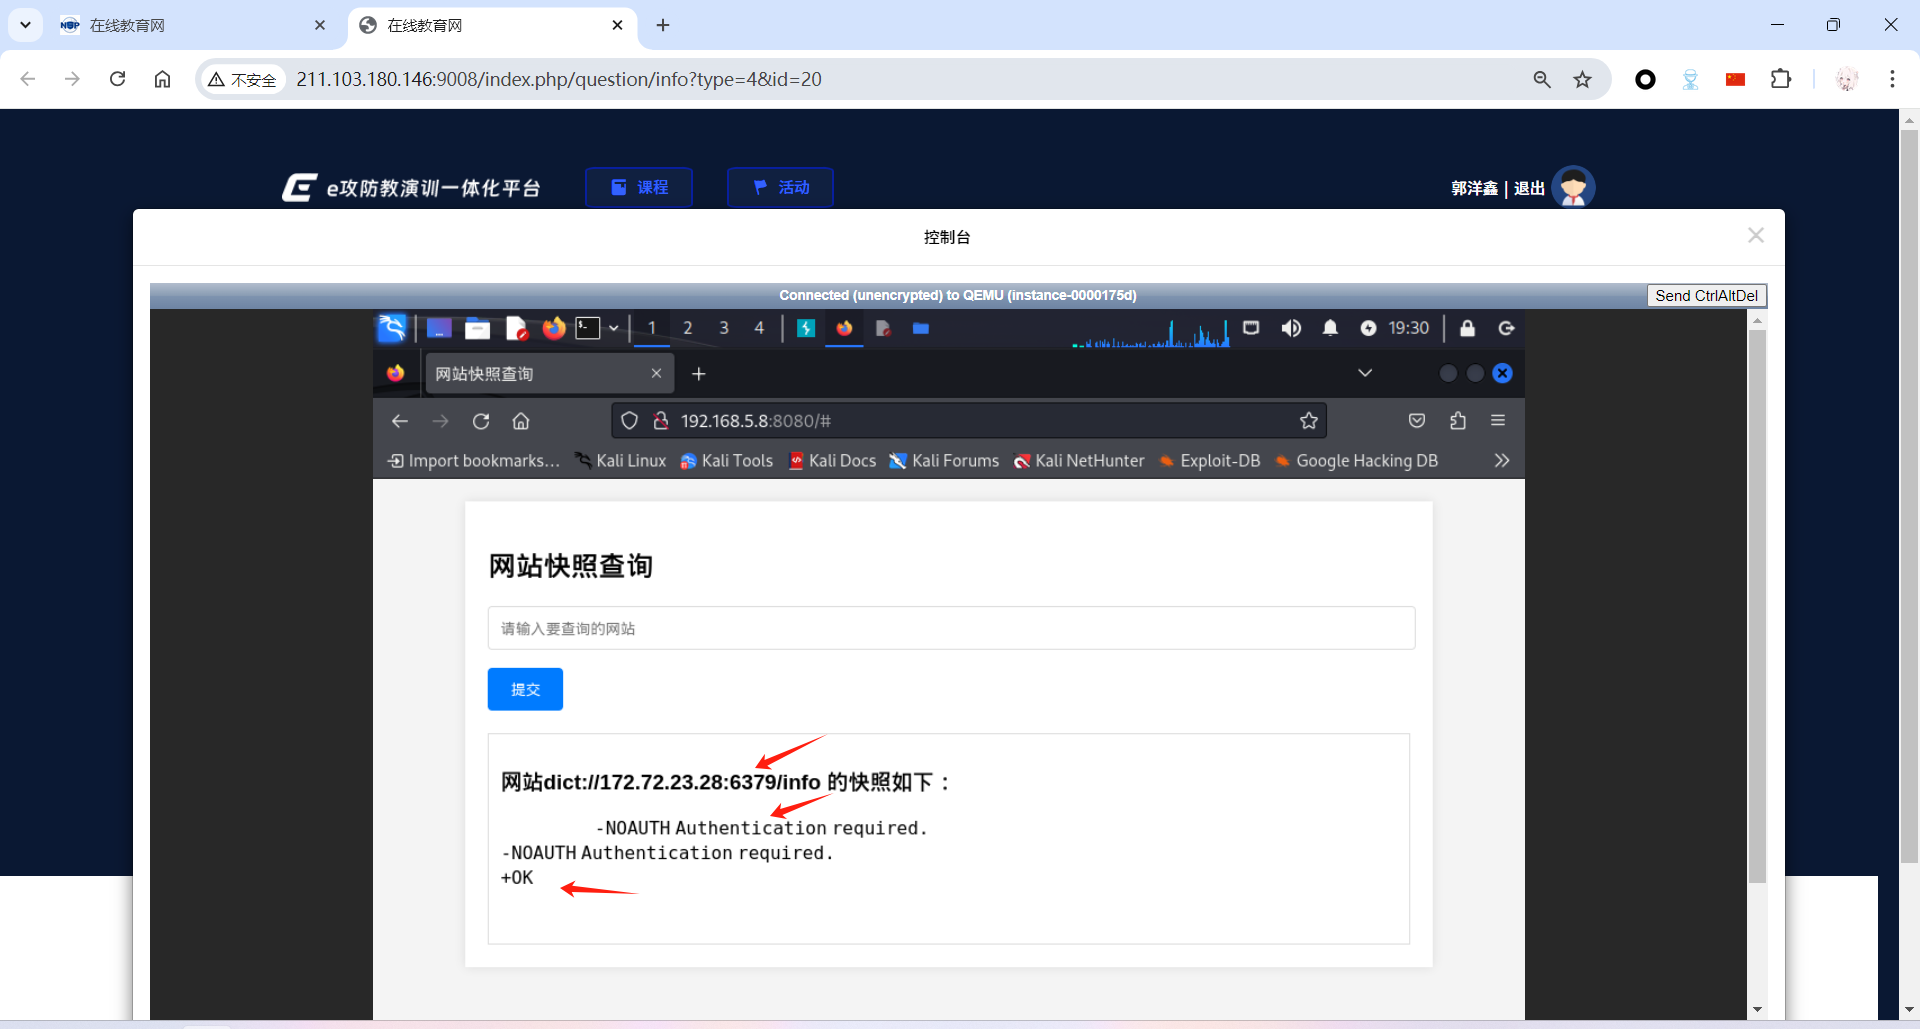 NOP 在线教育网
在线教育网
不安全 211.103.180.146:9008/index.php/question/info?type=4&id=20
e攻防教演训一体化平台 课程 活动 郭洋鑫 | 退出
控制台
Connected (unencrypted) to QEMU (instance-0000175d) Send CtrlAltDel
1 2 3 4 19:30
网站快照查询
192.168.5.8:8080/#
Import bookmarks... Kali Linux Kali Tools Kali Docs Kali Forums Kali NetHunter Exploit-DB Google Hacking DB
网站快照查询
请输入要查询的网站
提交
网站dict://172.72.23.28:6379/info 的快照如下：
-NOAUTH Authentication required.
-NOAUTH Authentication required.
+OK